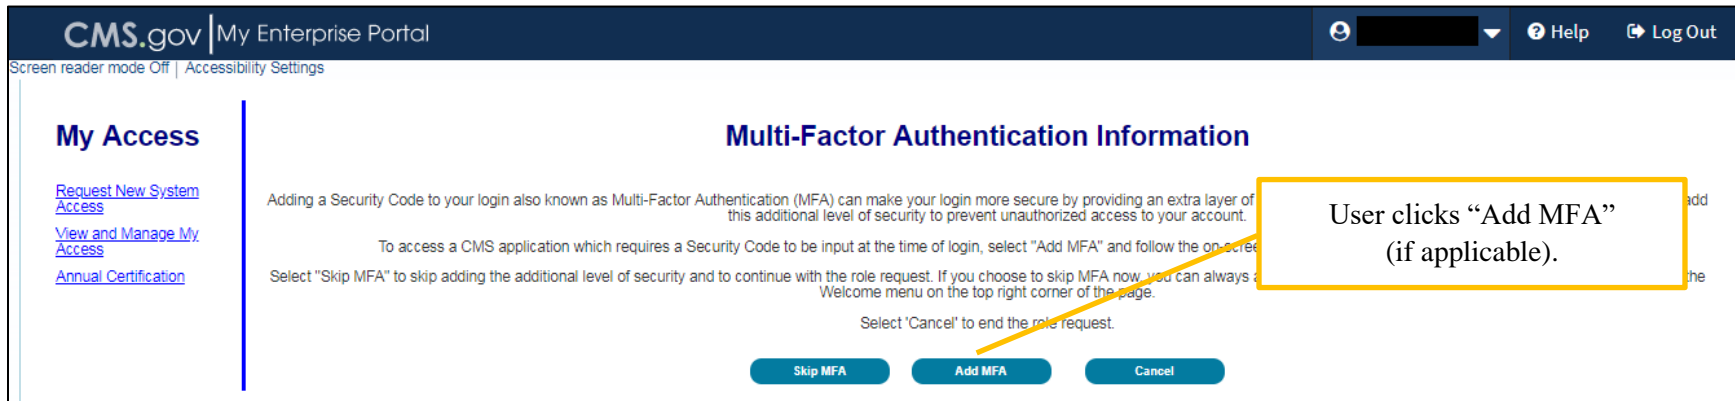 CMS.gov | My Enterprise Portal
Help
Log Out
Screen reader mode Off | Accessibility Settings
My Access
Request New System
Access
View and Manage My
Access
Annual Certification
Multi-Factor Authentication Information
Adding a Security Code to your login also known as Multi-Factor Authentication (MFA) can make your login more secure by providing an extra layer of add
this additional level of security to prevent unauthorized access to your account.
To access a CMS application which requires a Security Code to be input at the time of login, select "Add MFA" and follow the on-scree
Select "Skip MFA" to skip adding the additional level of security and to continue with the role request. If you choose to skip MFA now, you can always a the
Welcome menu on the top right corner of the page.
Select 'Cancel' to end the role request.
Skip MFA
Add MFA
Cancel
User clicks “Add MFA”
(if applicable).